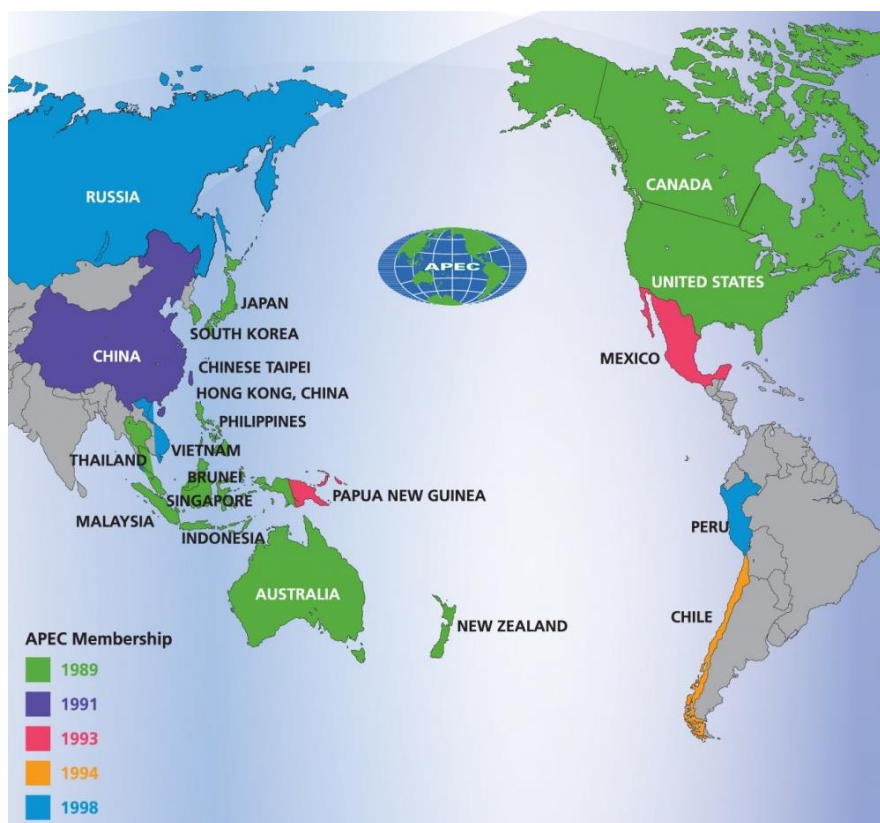 RUSSIA
CANADA
APEC
UNITED STATES
JAPAN
SOUTH KOREA
CHINA
MEXICO
CHINESE TAIPEI
HONG KONG, CHINA
PHILIPPINES
VIETNAM
THAILAND
BRUNEI
SINGAPORE
PAPUA NEW GUINEA
MALAYSIA
INDONESIA
PERU
AUSTRALIA
NEW ZEALAND
CHILE
APEC Membership
1989
1991
1993
1994
1998